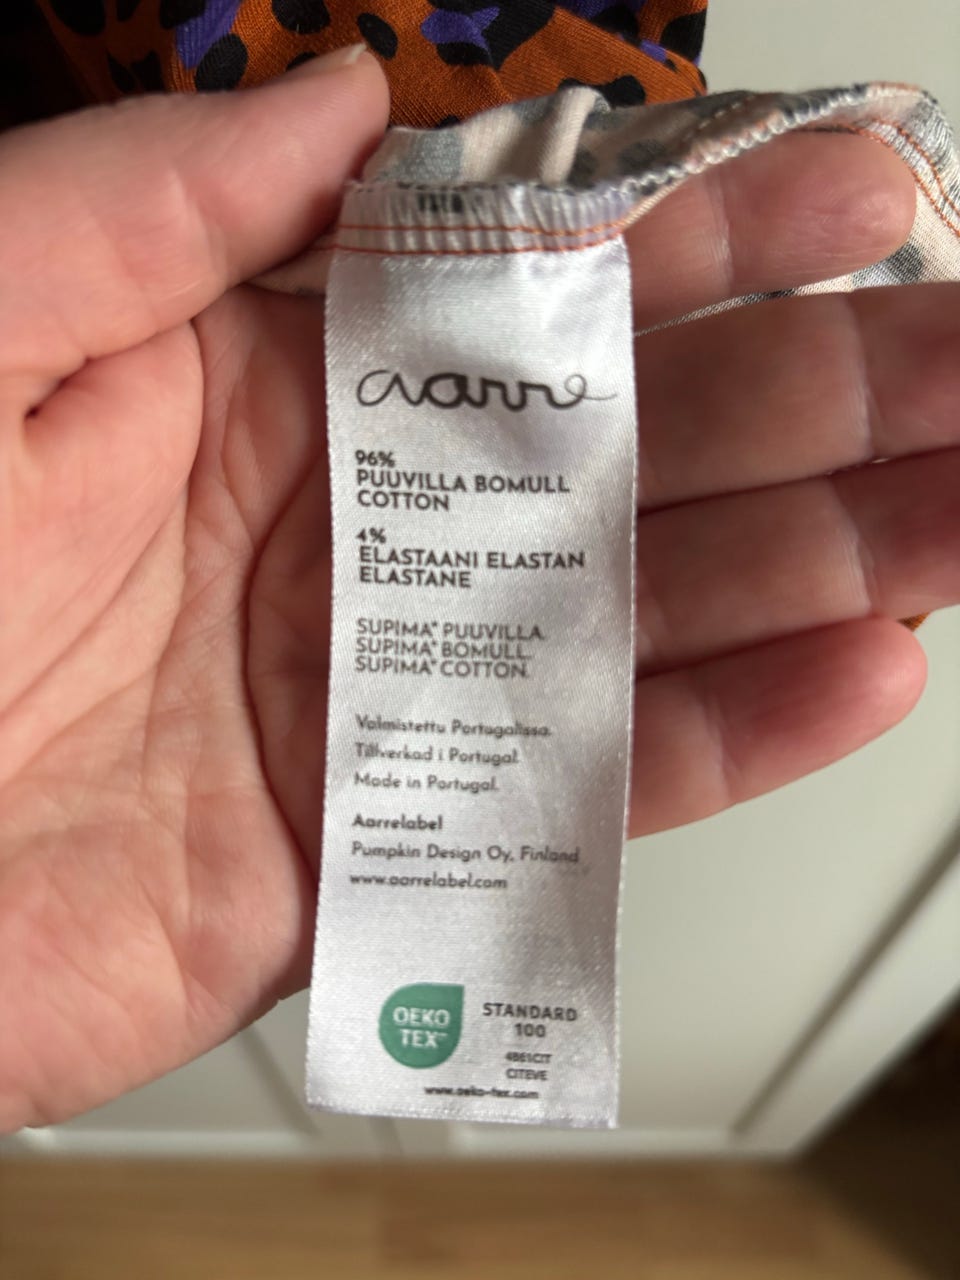 aarre
96%
PUUVILLA BOMULL
COTTON
4%
ELASTAANI ELASTAN
ELASTANE
SUPIMA® PUUVILLA.
SUPIMA® BOMULL.
SUPIMA® COTTON.
Valmistettu Portugalissa.
Tillverkad i Portugal.
Made in Portugal.
Aarrelabel
Pumpkin Design Oy, Finland
www.aarrelabel.com
OEKO
TEX™
STANDARD
100
4861CIT
CITEVE
www.oeko-tex.com